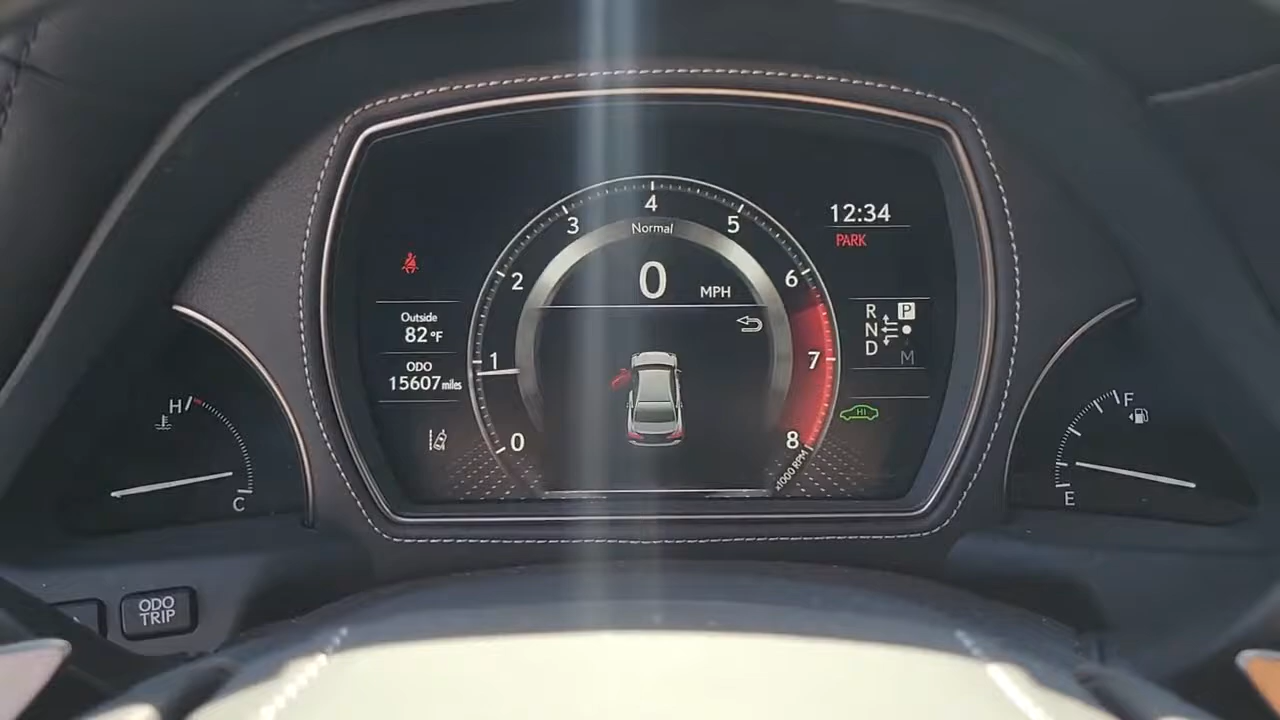 Normal
0 MPH
0
1
2
3
4
5
6
7
8
x1000 RPM
12:34
PARK
Outside
82°F
ODO
15607 miles
R P
N
D M
HI
H
C
F
E
ODO
TRIP